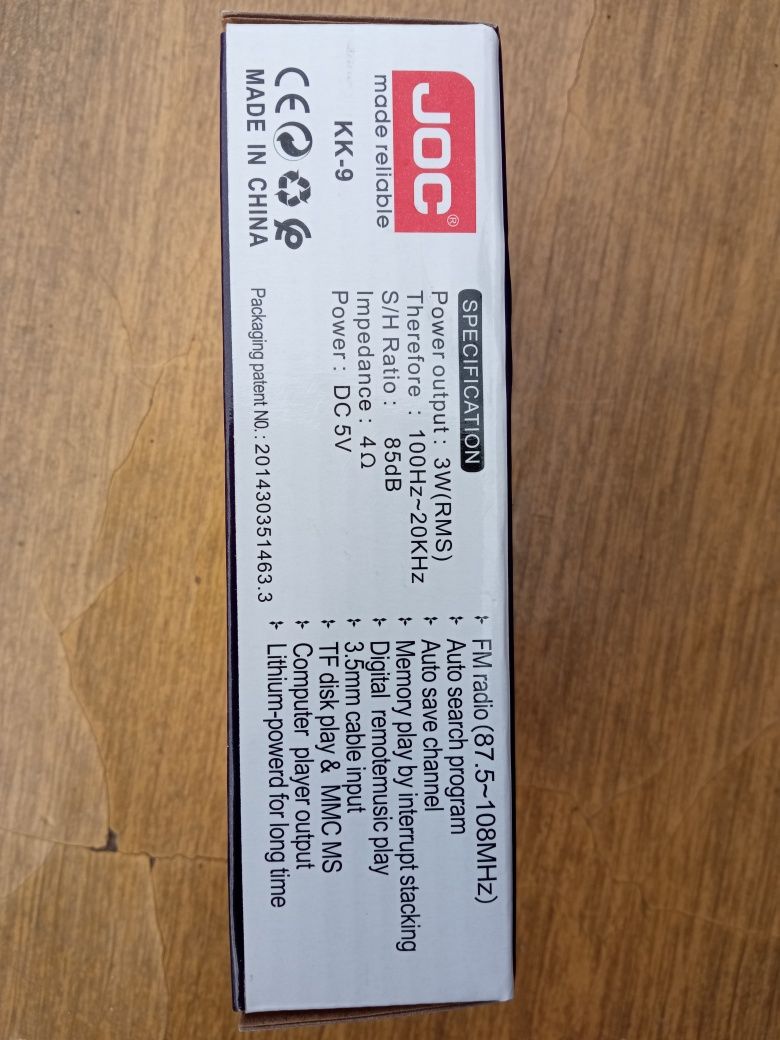 JOC®
made reliable
KK-9
CE
MADE IN CHINA
SPECIFICATION
Power output : 3W(RMS)
Therefore : 100Hz~20KHz
S/H Ratio : 85dB
Impedance : 4Ω
Power : DC 5V
Packaging patent N0.: 201430351463.3
FM radio (87.5~108MHz)
Auto search program
Auto save channel
Memory play by interrupt stacking
Digital remotemusic play
3.5mm cable input
TF disk play & MMC MS
Computer player output
Lithium-powerd for long time